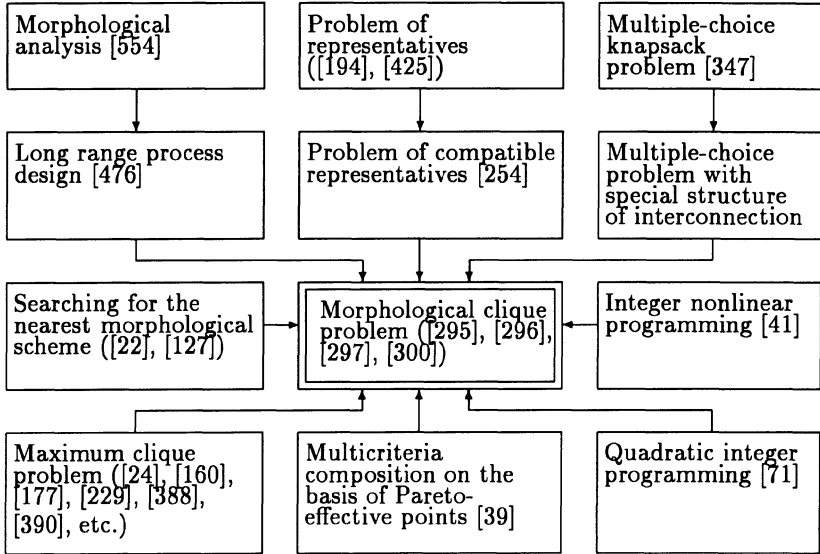 Morphological
analysis [554]
Problem of
representatives
([194], [425])
Multiple-choice
knapsack
problem [347]
Long range process
design [476]
Problem of compatible
representatives [254]
Multiple-choice
problem with
special structure
of interconnection
Searching for the
nearest morphological
scheme ([22], [127])
Morphological clique
problem ([295], [296],
[297], [300])
Integer nonlinear
programming [41]
Maximum clique
problem ([24], [160],
[177], [229], [388],
[390], etc.)
Multicriteria
composition on the
basis of Pareto-
effective points [39]
Quadratic integer
programming [71]